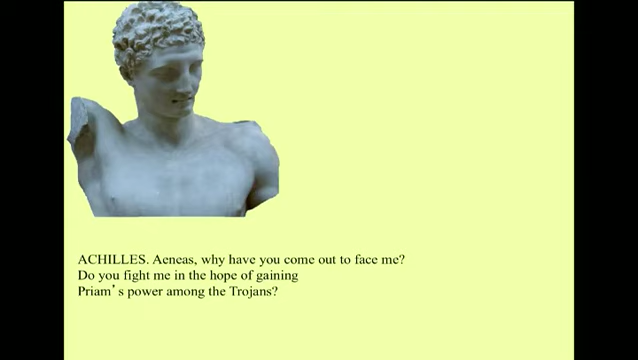 ACHILLES. Aeneas, why have you come out to face me?
Do you fight me in the hope of gaining
Priam’s power among the Trojans?